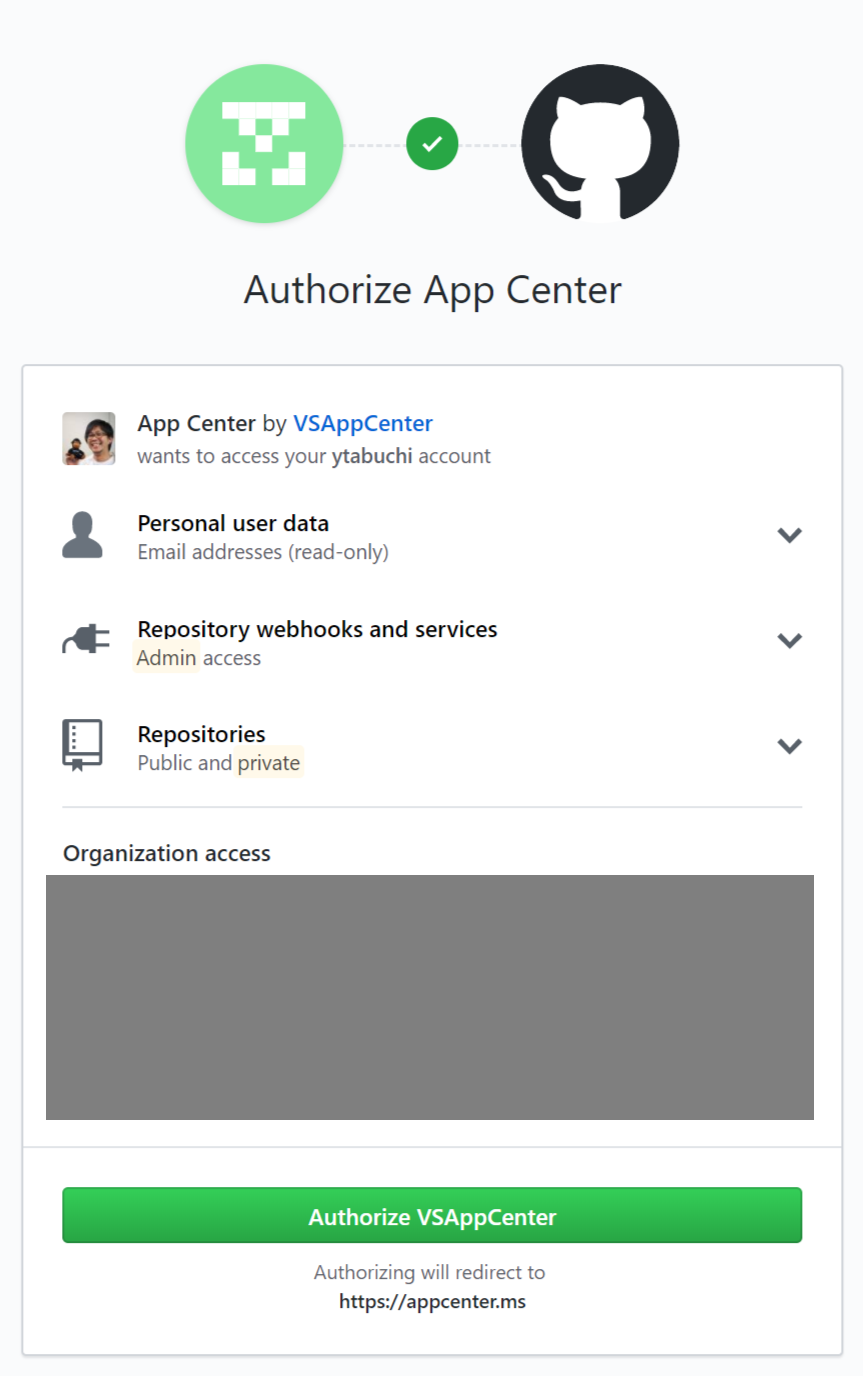 Authorize App Center
App Center by VSAppCenter
wants to access your ytabuchi account
Personal user data
Email addresses (read-only)
Repository webhooks and services
Admin access
Repositories
Public and private
Organization access
Authorize VSAppCenter
Authorizing will redirect to
https://appcenter.ms